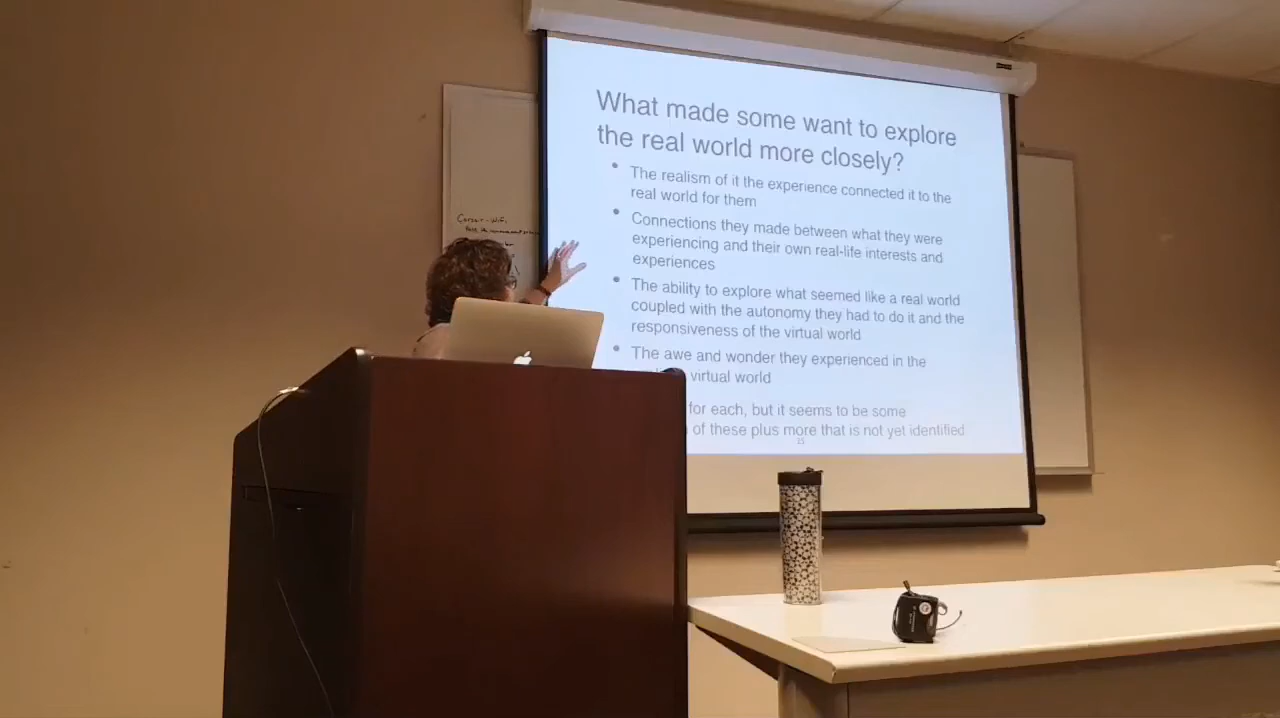 What made some want to explore
the real world more closely?
• The realism of it the experience connected it to the
real world for them
• Connections they made between what they were
experiencing and their own real-life interests and
experiences
• The ability to explore what seemed like a real world
coupled with the autonomy they had to do it and the
responsiveness of the virtual world
• The awe and wonder they experienced in the
virtual world
for each, but it seems to be some
of these plus more that is not yet identified